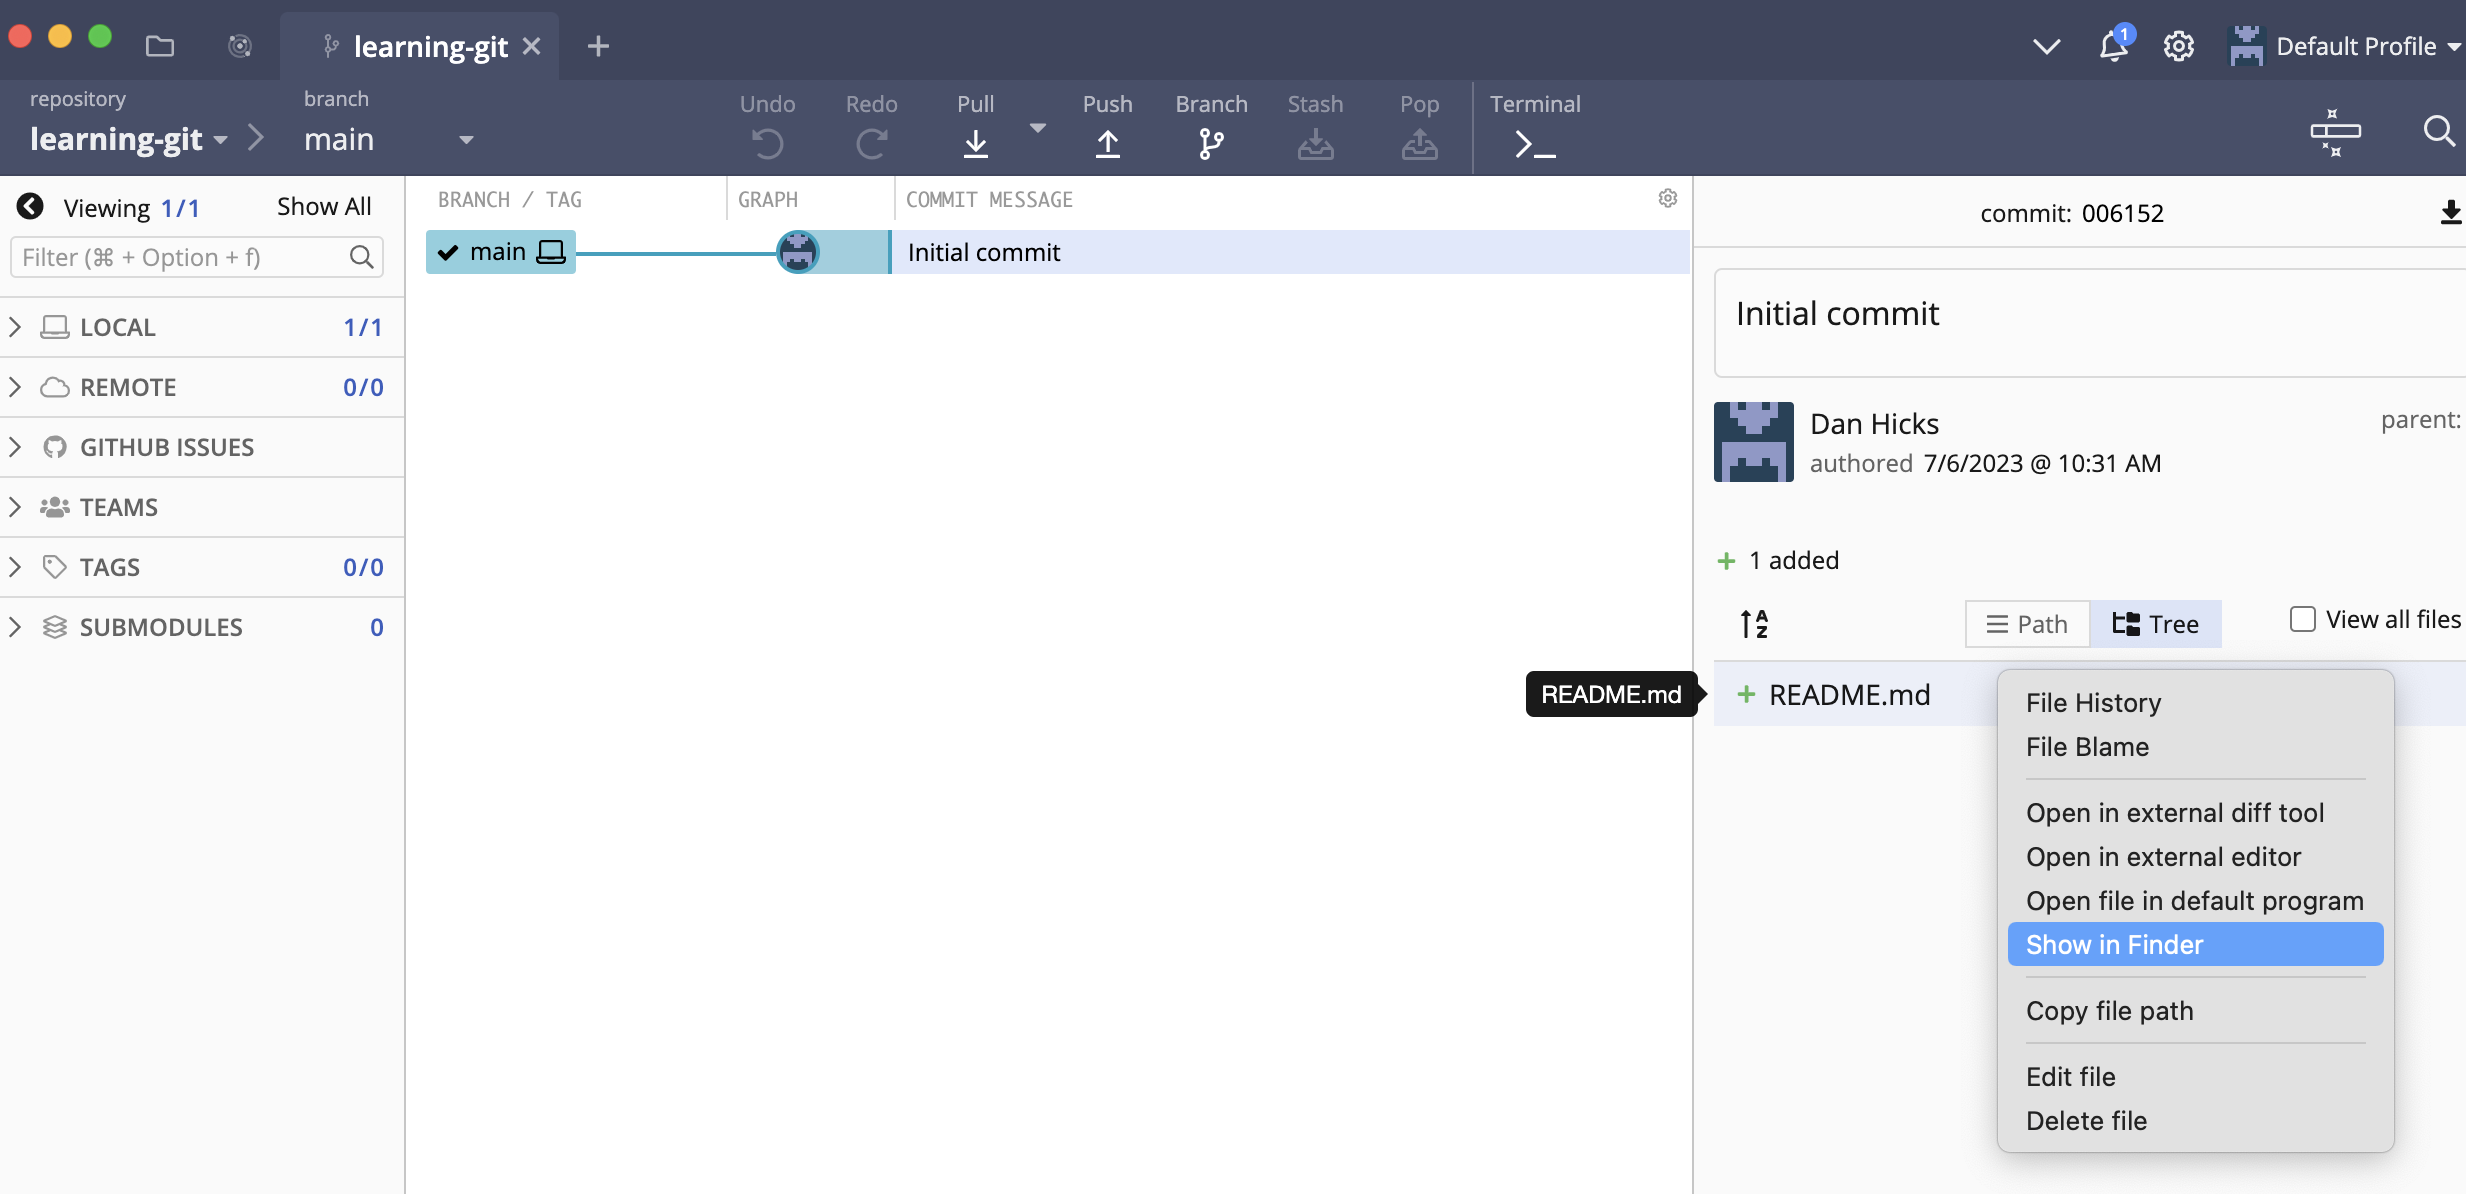 learning-git
1
Default Profile
repository
branch
learning-git
main
Undo
Redo
Pull
Push
Branch
Stash
Pop
Terminal
Viewing 1/1
Show All
Filter (⌘ + Option + f)
LOCAL 1/1
REMOTE 0/0
GITHUB ISSUES
TEAMS
TAGS 0/0
SUBMODULES 0
BRANCH / TAG
GRAPH
COMMIT MESSAGE
main
Initial commit
commit: 006152
Initial commit
Dan Hicks
parent:
authored 7/6/2023 @ 10:31 AM
+ 1 added
A
Z
Path
Tree
View all files
README.md
+ README.md
File History
File Blame
Open in external diff tool
Open in external editor
Open file in default program
Show in Finder
Copy file path
Edit file
Delete file